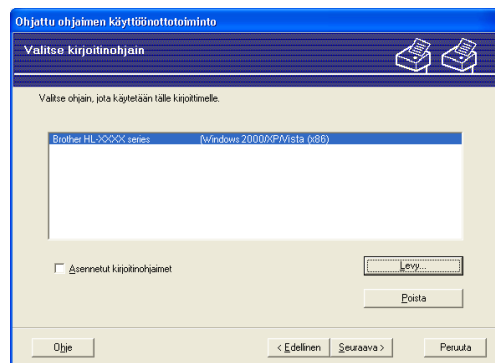 Ohjattu ohjaimen käyttöönottotoiminto
Valitse kirjoitinohjain
Valitse ohjain, jota käytetään tälle kirjoittimelle.
Brother HL-XXXX series (Windows 2000/XP/Vista (x86)
Asennetut kirjoitinohjaimet
Levy...
Poista
Ohje
< Edellinen
Seuraava >
Peruuta